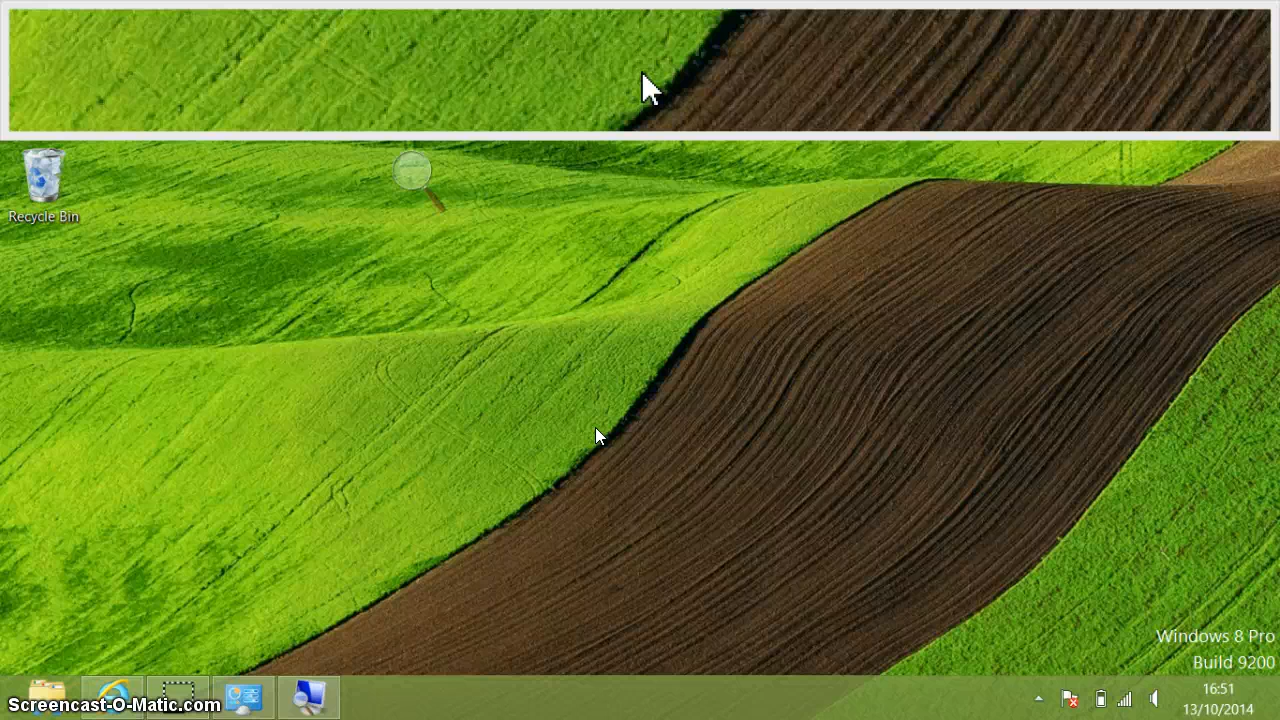 Recycle Bin
Windows 8 Pro
Build 9200
Screencast-O-Matic.com
16:51
13/10/2014